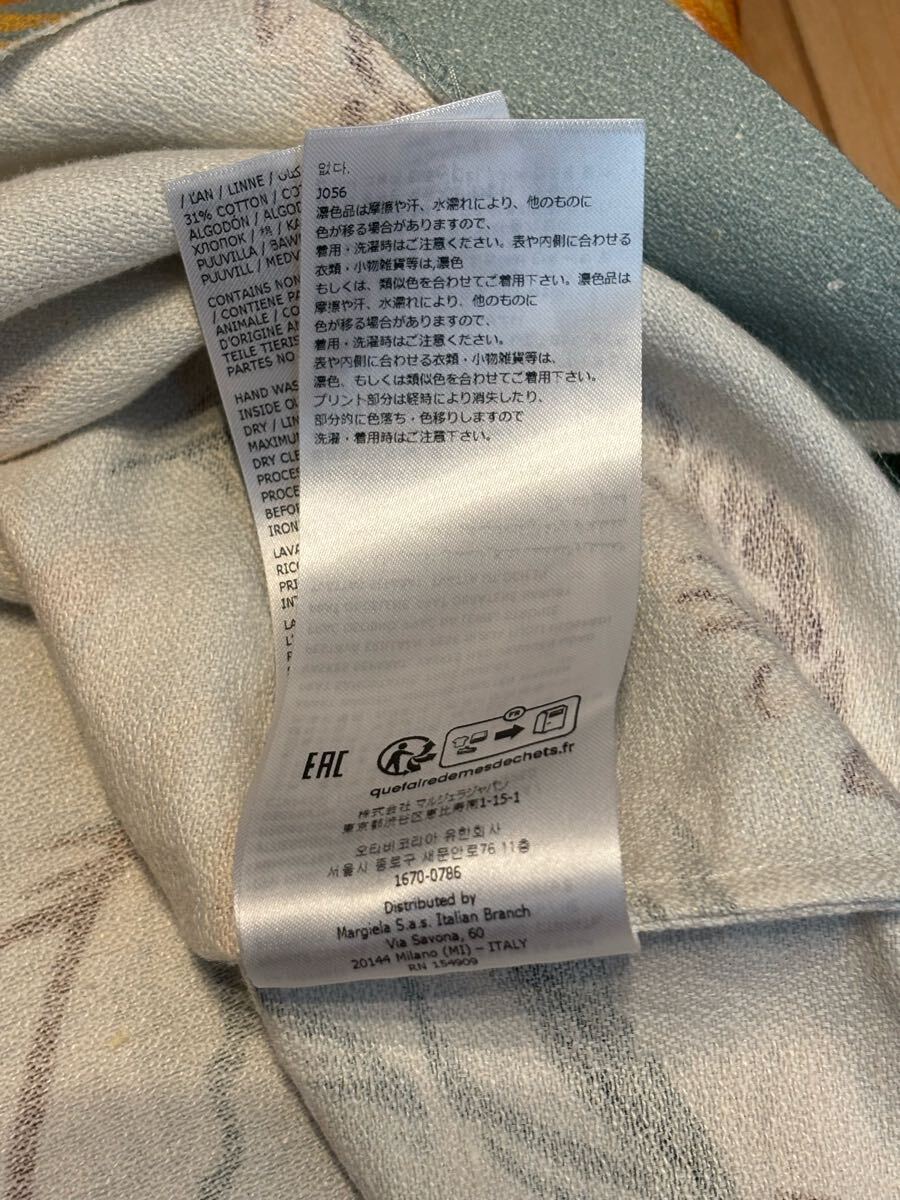 / LAN / LINNE /
31% COTTON /
ALGODÓN /
ХЛОПОК / 棉 /
PUUVILLA /
PUUVILL /
CONTAINS NON
/ CONTIENE
ANIMALE /
D'ORIGINE
TEILE
PARTES NO
HAND WAS
INSIDE
DRY /
MAXIMU
DRY CLE
PROCES
PROCE
BEFO
IRON
LAVA
RICO
PRI
INT
LA
L'
없다.
J056
濃色品は摩擦や汗、水濡れにより、他のものに
色が移る場合がありますので、
着用・洗濯時はご注意ください。表や内側に合わせる
衣類・小物雑貨等は,濃色
もしくは、類似色を合わせてご着用下さい。濃色品は
摩擦や汗、水濡れにより、他のものに
色が移る場合がありますので、
着用・洗濯時はご注意ください。
表や内側に合わせる衣類・小物雑貨等は、
濃色、もしくは類似色を合わせてご着用下さい。
プリント部分は経時により消失したり、
部分的に色落ち・色移りしますので
洗濯・着用時はご注意下さい。
EAC
FR
quefairedemesdechets.fr
株式会社 マルジェラジャパン
東京都渋谷区恵比寿南1-15-1
오티비코리아 유한회사
서울시 종로구 새문안로76 11층
1670-0786
Distributed by
Margiela S.a.s. Italian Branch
Via Savona, 60
20144 Milano (MI) – ITALY
RN 154909